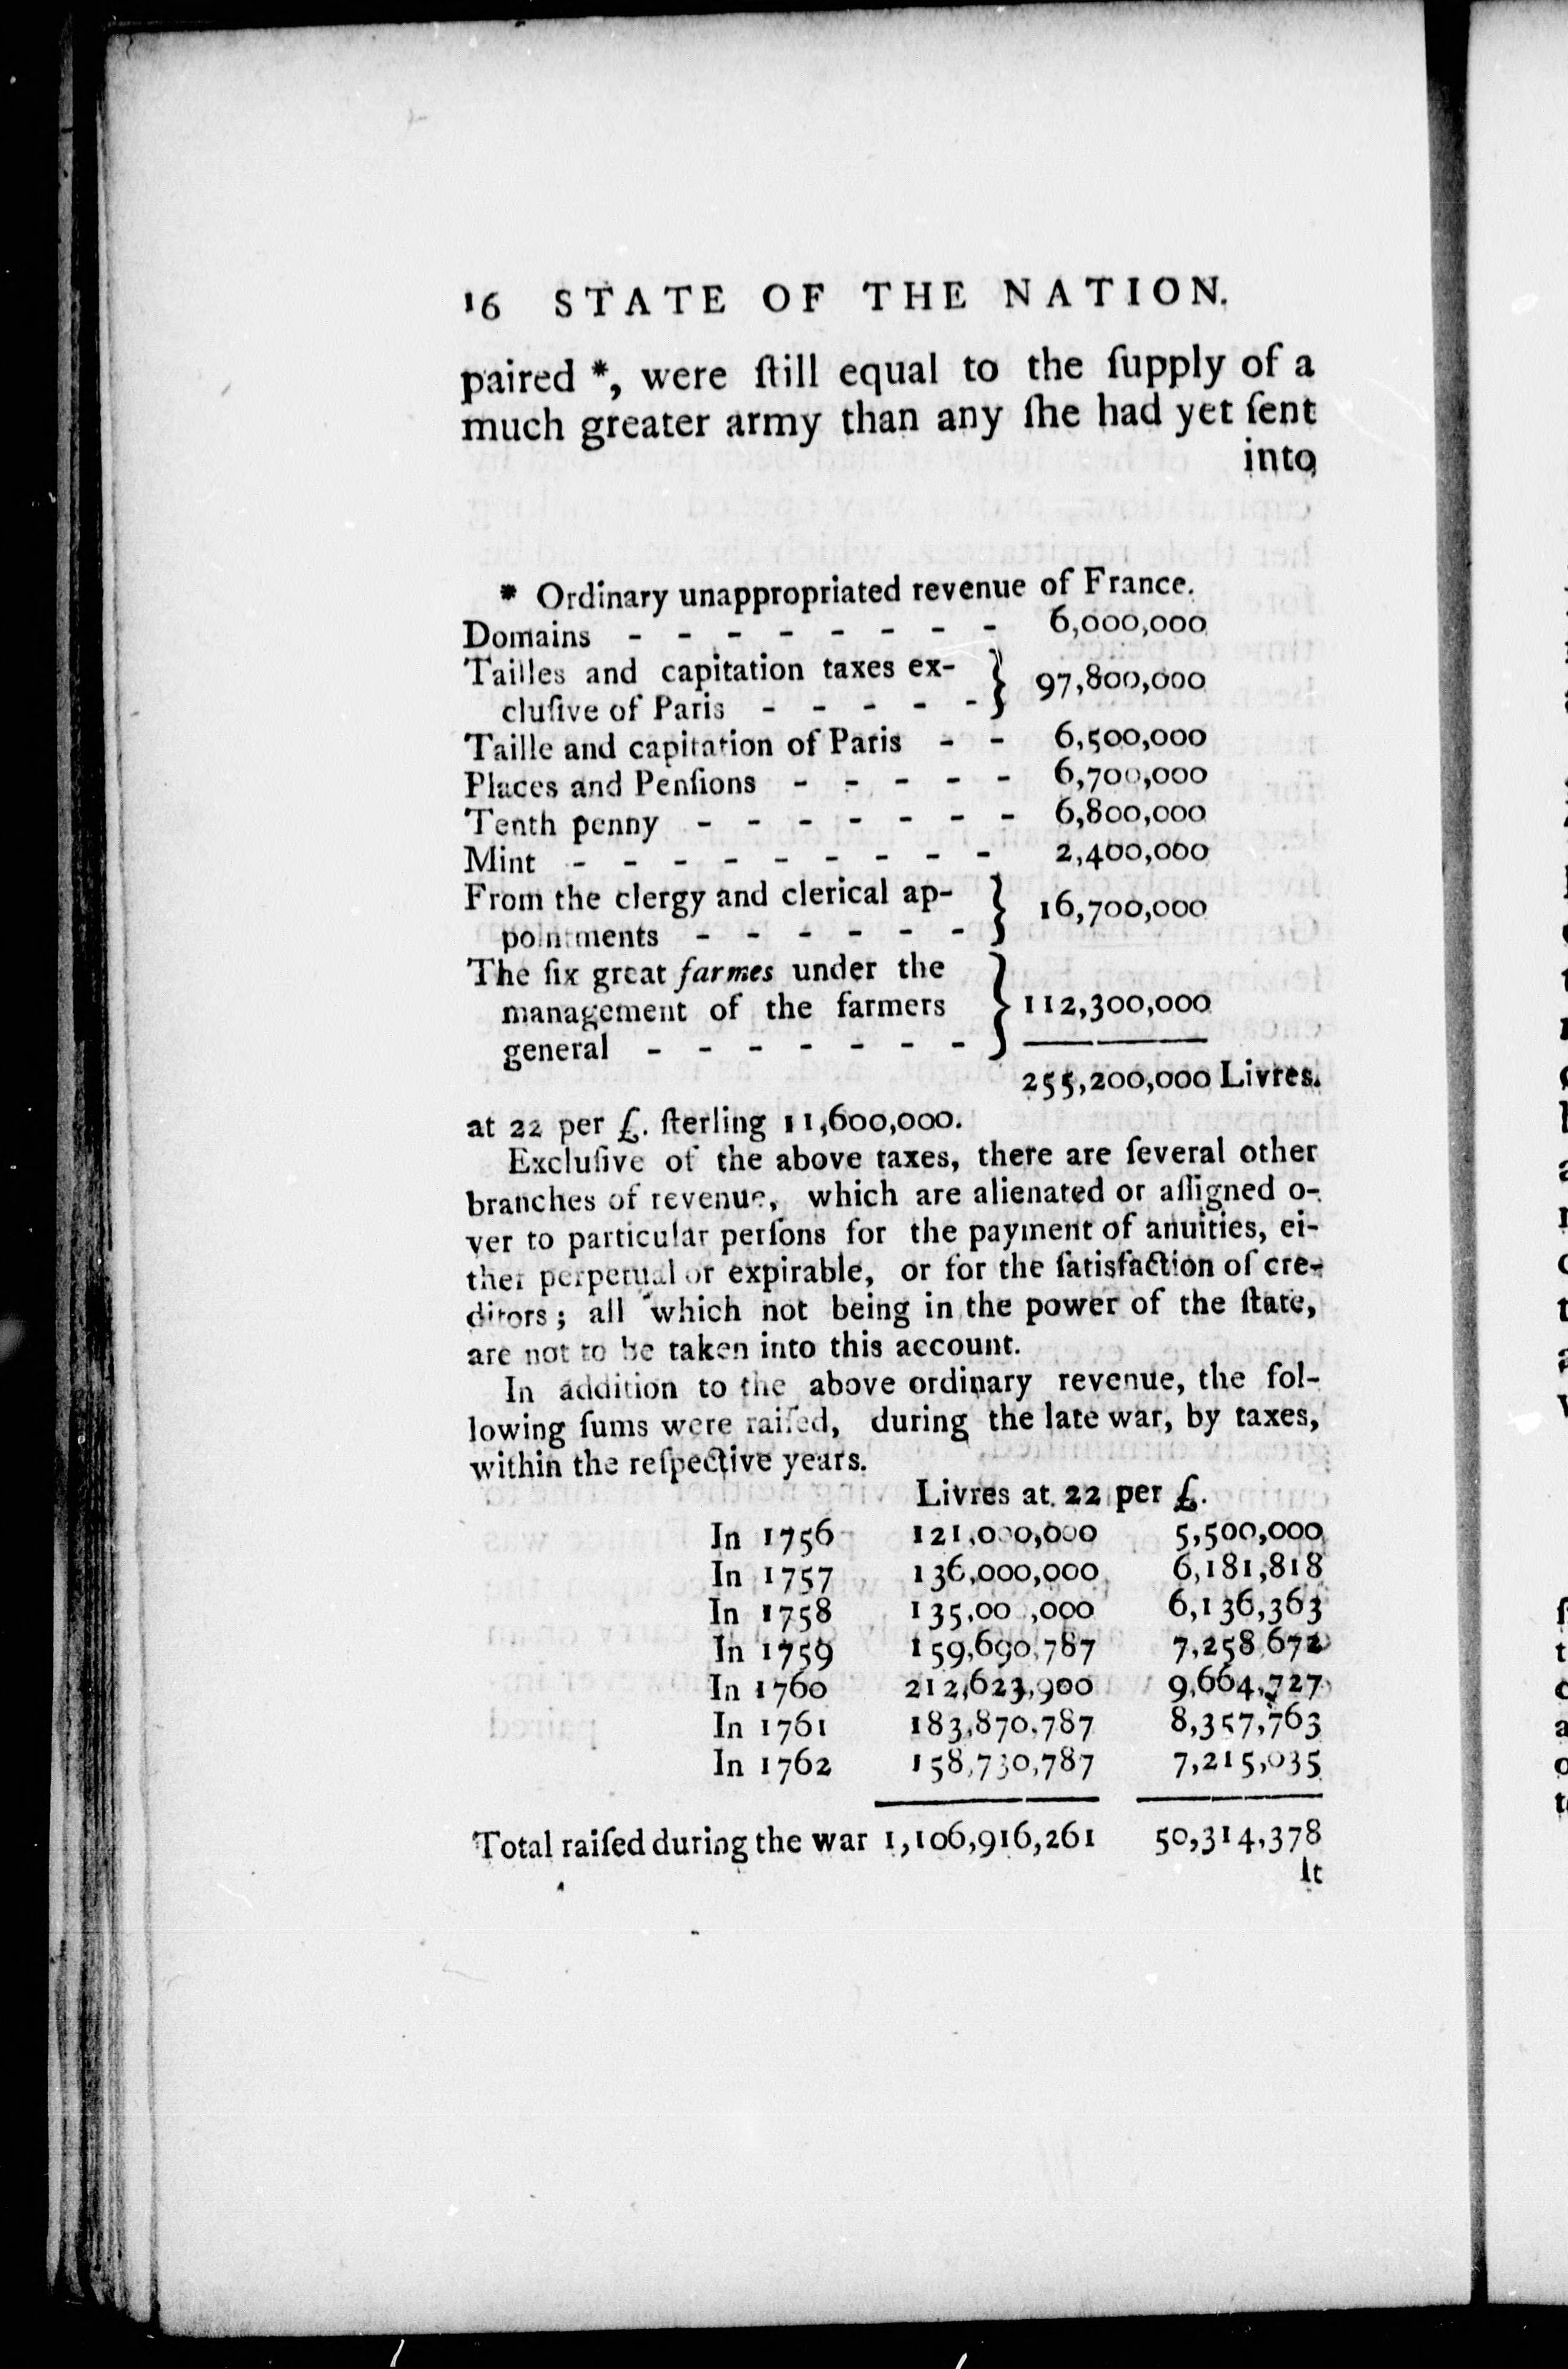 16 STATE OF THE NATION.
paired *, were ſtill equal to the ſupply of a
much greater army than any ſhe had yet ſent
into
* Ordinary unappropriated revenue of France.
Domains - - - - - - - - 6,000,000
Tailles and capitation taxes ex-
cluſive of Paris - - - - - } 97,800,000
Taille and capitation of Paris - - 6,500,000
Places and Penſions - - - - - 6,700,000
Tenth penny - - - - - - - 6,800,000
Mint - - - - - - - - - 2,400,000
From the clergy and clerical ap-
pointments - - - - - - } 16,700,000
The ſix great farmes under the
management of the farmers } 112,300,000
general - - - - - - -
255,200,000 Livres.
at 22 per £. ſterling 11,600,000.
Excluſive of the above taxes, there are ſeveral other
branches of revenue, which are alienated or aſſigned o-
ver to particular perſons for the payment of anuities, ei-
ther perpetual or expirable, or for the ſatisfaction of cre-
ditors; all which not being in the power of the ſtate,
are not to be taken into this account.
In addition to the above ordinary revenue, the fol-
lowing ſums were raiſed, during the late war, by taxes,
within the reſpective years.
Livres at 22 per £.
In 1756 121,000,000 5,500,000
In 1757 136,000,000 6,181,818
In 1758 135,00 ,000 6,136,363
In 1759 159,690,787 7,258,672
In 1760 212,623,900 9,664,727
In 1761 183,870,787 8,357,763
In 1762 158,730,787 7,215,035
Total raiſed during the war 1,106,916,261 50,314,378
It